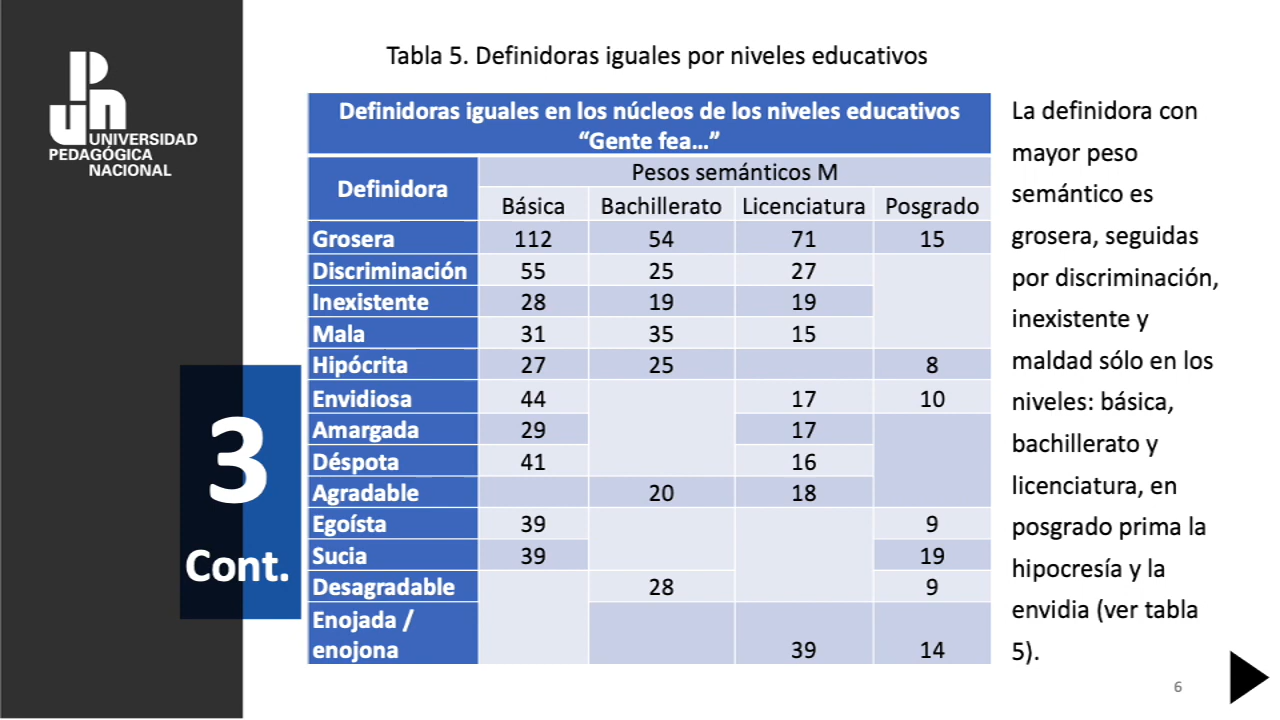 UNIVERSIDAD
PEDAGÓGICA
NACIONAL
3
Cont.
Tabla 5. Definidoras iguales por niveles educativos
Definidoras iguales en los núcleos de los niveles educativos
“Gente fea…”
Definidora
Pesos semánticos M
Básica Bachillerato Licenciatura Posgrado
Grosera 112 54 71 15
Discriminación 55 25 27
Inexistente 28 19 19
Mala 31 35 15
Hipócrita 27 25 8
Envidiosa 44 17 10
Amargada 29 17
Déspota 41 16
Agradable 20 18
Egoísta 39 9
Sucia 39 19
Desagradable 28 9
Enojada /
enojona 39 14
La definidora con
mayor peso
semántico es
grosera, seguidas
por discriminación,
inexistente y
maldad sólo en los
niveles: básica,
bachillerato y
licenciatura, en
posgrado prima la
hipocresía y la
envidia (ver tabla
5).
6